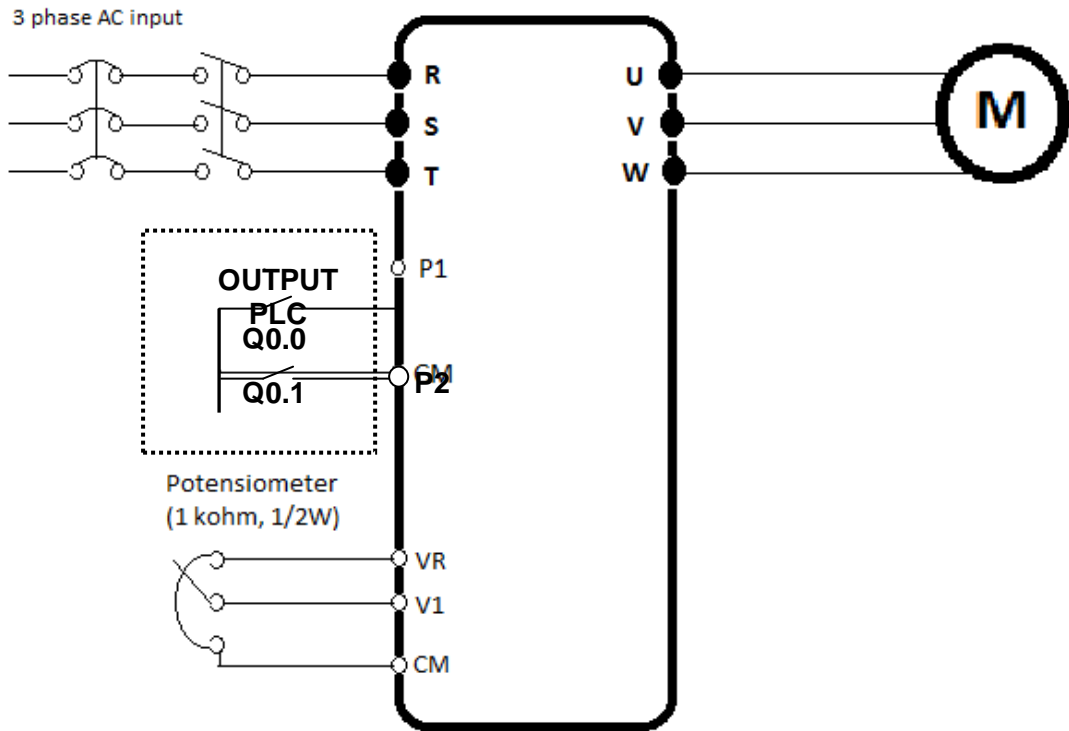 3 phase AC input
R
U
S
V
T
W
M
P1
OUTPUT
PLC
Q0.0
CM
P2
Q0.1
Potensiometer
(1 kohm, 1/2W)
VR
V1
CM